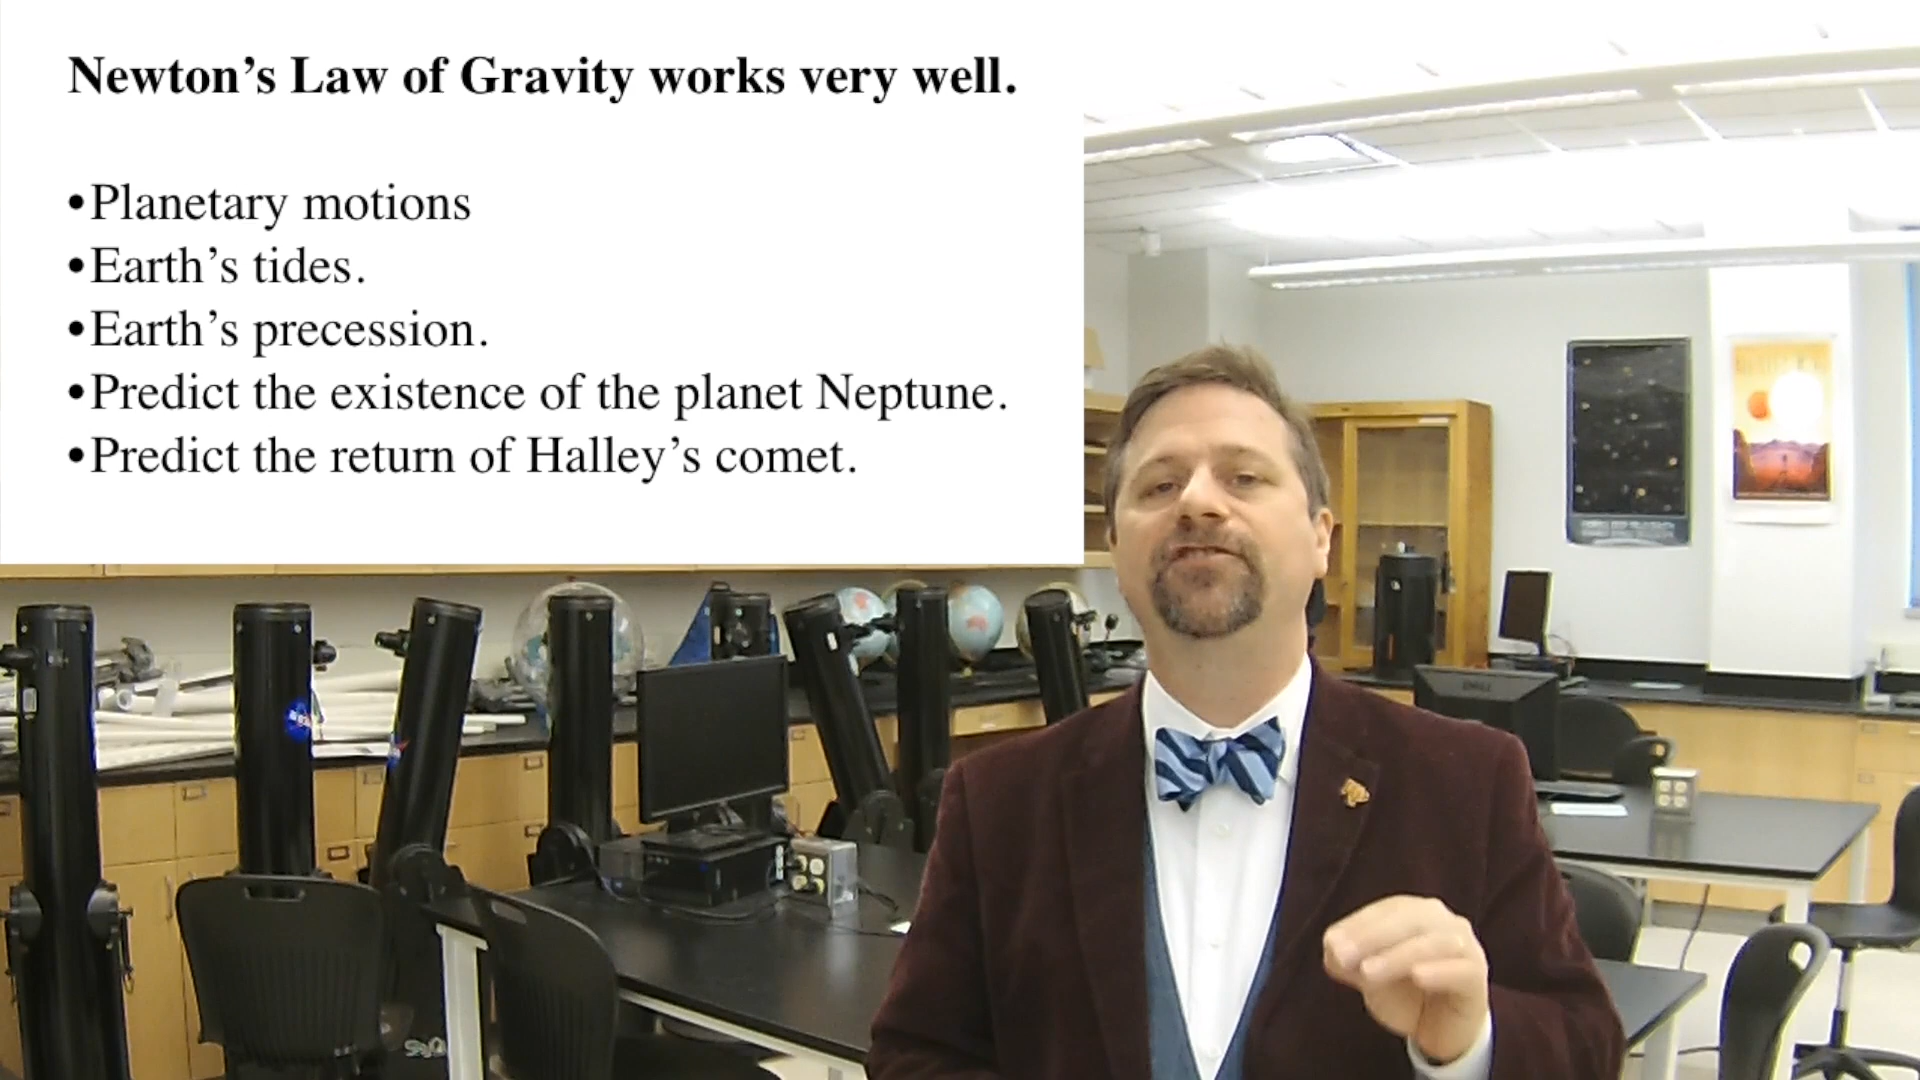 Newton’s Law of Gravity works very well.
•Planetary motions
•Earth’s tides.
•Earth’s precession.
•Predict the existence of the planet Neptune.
•Predict the return of Halley’s comet.
DELL